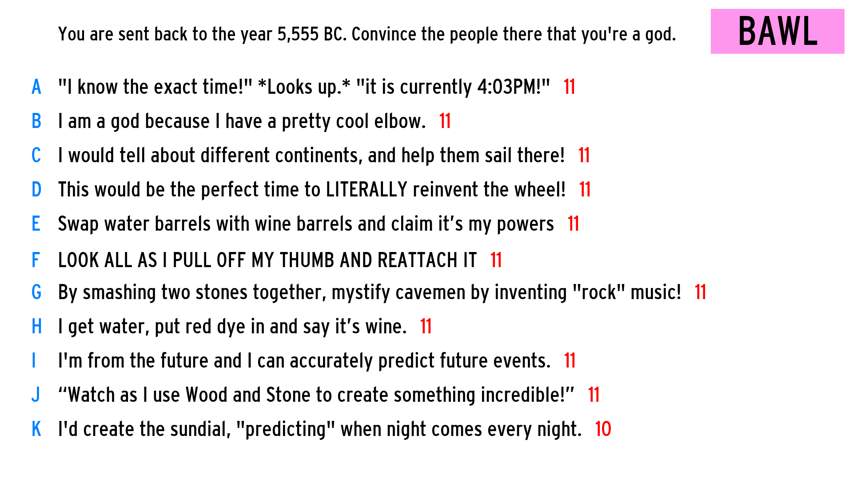 You are sent back to the year 5,555 BC. Convince the people there that you're a god.
BAWL
A "I know the exact time!" *Looks up.* "it is currently 4:03PM!" 11
B I am a god because I have a pretty cool elbow. 11
C I would tell about different continents, and help them sail there! 11
D This would be the perfect time to LITERALLY reinvent the wheel! 11
E Swap water barrels with wine barrels and claim it’s my powers 11
F LOOK ALL AS I PULL OFF MY THUMB AND REATTACH IT 11
G By smashing two stones together, mystify cavemen by inventing "rock" music! 11
H I get water, put red dye in and say it’s wine. 11
I I'm from the future and I can accurately predict future events. 11
J “Watch as I use Wood and Stone to create something incredible!” 11
K I'd create the sundial, "predicting" when night comes every night. 10